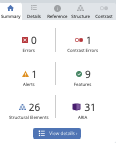 Summary Details Reference Structure Contrast
0 1
Errors Contrast Errors
1 9
Alerts Features
26 31
Structural Elements ARIA
View details ›